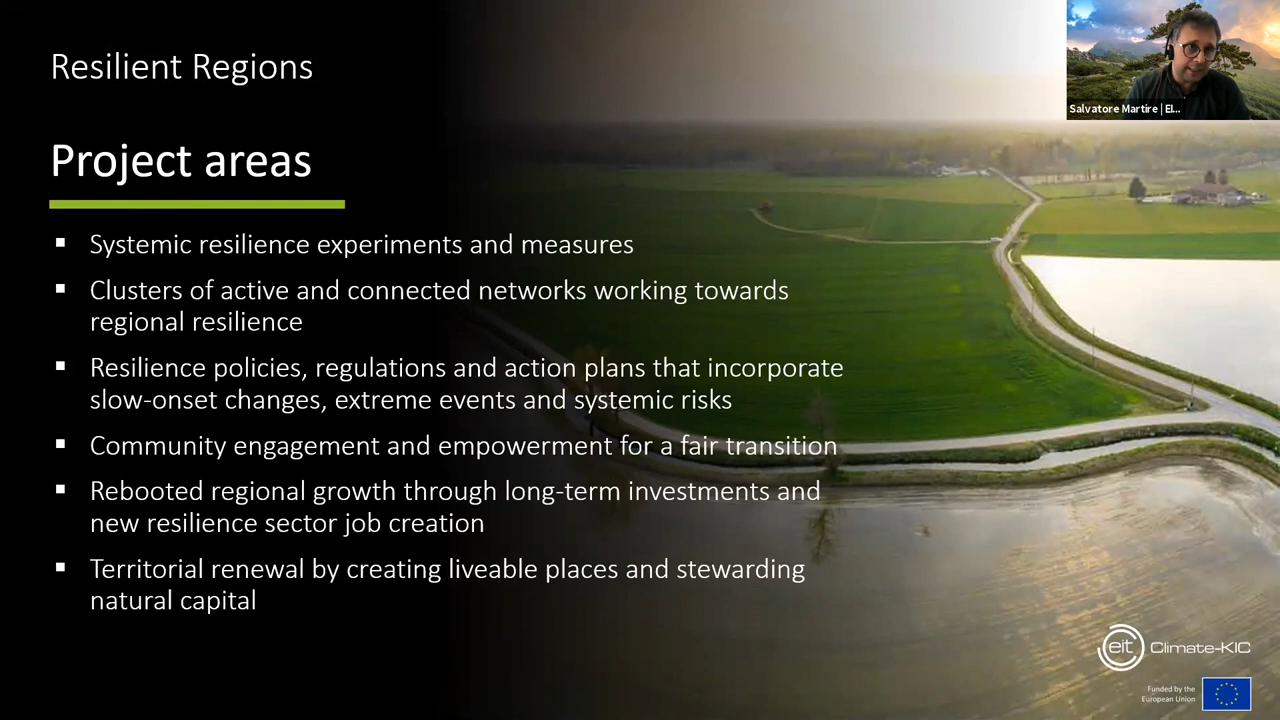 Resilient Regions
Salvatore Martire | EI...
Project areas
▪ Systemic resilience experiments and measures
▪ Clusters of active and connected networks working towards
regional resilience
▪ Resilience policies, regulations and action plans that incorporate
slow-onset changes, extreme events and systemic risks
▪ Community engagement and empowerment for a fair transition
▪ Rebooted regional growth through long-term investments and
new resilience sector job creation
▪ Territorial renewal by creating liveable places and stewarding
natural capital
eit Climate-KIC
Funded by the
European Union